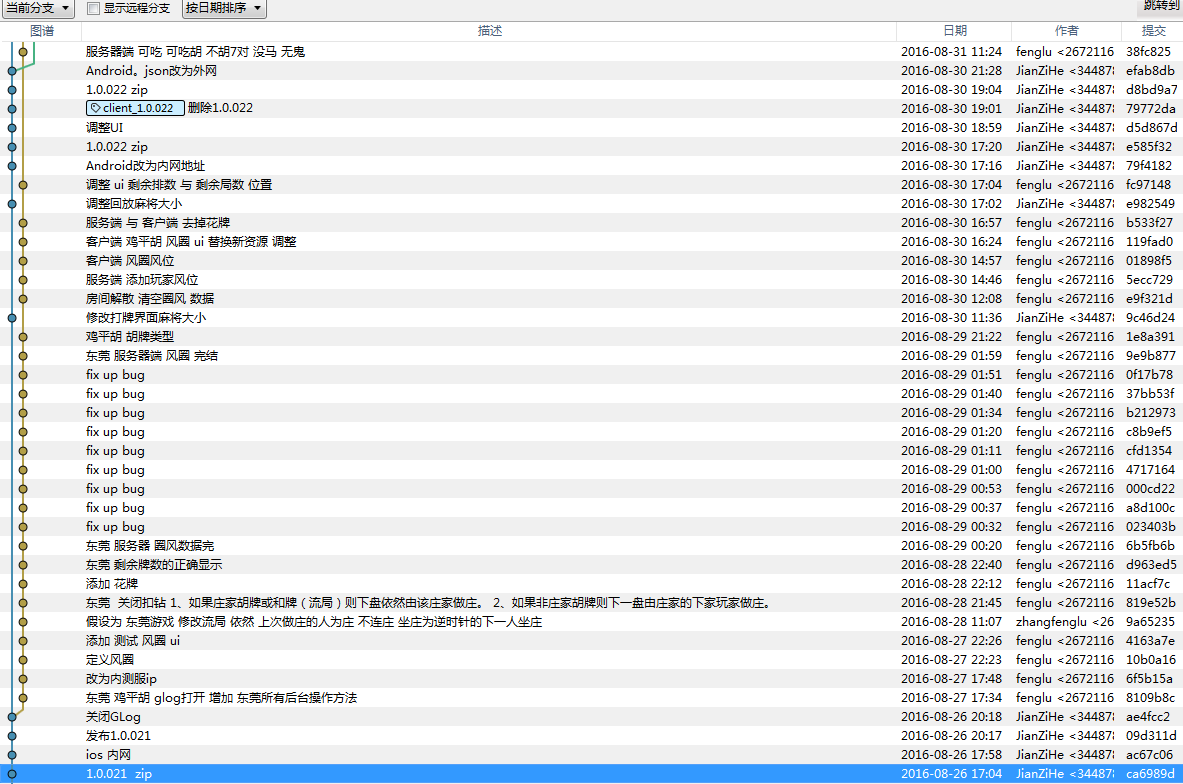 当前分支 显示远程分支 按日期排序 跳转到
图谱 描述 日期 作者 提交
服务器端 可吃 可吃胡 不胡7对 没马 无鬼 2016-08-31 11:24 fenglu <2672116 38fc825
Android。json改为外网 2016-08-30 21:28 JianZiHe <34487 efab8db
1.0.022 zip 2016-08-30 19:04 JianZiHe <34487 d8bd9a7
client_1.0.022 删除1.0.022 2016-08-30 19:01 JianZiHe <34487 79772da
调整UI 2016-08-30 18:59 JianZiHe <34487 d5d867d
1.0.022 zip 2016-08-30 17:20 JianZiHe <34487 e585f32
Android改为内网地址 2016-08-30 17:16 JianZiHe <34487 79f4182
调整 ui 剩余排数 与 剩余局数 位置 2016-08-30 17:04 fenglu <2672116 fc97148
调整回放麻将大小 2016-08-30 17:02 JianZiHe <34487 e982549
服务端 与 客户端 去掉花牌 2016-08-30 16:57 fenglu <2672116 b533f27
客户端 鸡平胡 风圈 ui 替换新资源 调整 2016-08-30 16:24 fenglu <2672116 119fad0
客户端 风圈风位 2016-08-30 14:57 fenglu <2672116 01898f5
服务端 添加玩家风位 2016-08-30 14:46 fenglu <2672116 5ecc729
房间解散 清空圈风 数据 2016-08-30 12:08 fenglu <2672116 e9f321d
修改打牌界面麻将大小 2016-08-30 11:36 JianZiHe <34487 9c46d24
鸡平胡 胡牌类型 2016-08-29 21:22 fenglu <2672116 1e8a391
东莞 服务器端 风圈 完结 2016-08-29 01:59 fenglu <2672116 9e9b877
fix up bug 2016-08-29 01:51 fenglu <2672116 0f17b78
fix up bug 2016-08-29 01:40 fenglu <2672116 37bb53f
fix up bug 2016-08-29 01:34 fenglu <2672116 b212973
fix up bug 2016-08-29 01:20 fenglu <2672116 c8b9ef5
fix up bug 2016-08-29 01:11 fenglu <2672116 cfd1354
fix up bug 2016-08-29 01:00 fenglu <2672116 4717164
fix up bug 2016-08-29 00:53 fenglu <2672116 000cd22
fix up bug 2016-08-29 00:37 fenglu <2672116 a8d100c
fix up bug 2016-08-29 00:32 fenglu <2672116 023403b
东莞 服务器 圈风数据完 2016-08-29 00:20 fenglu <2672116 6b5fb6b
东莞 剩余牌数的正确显示 2016-08-28 22:40 fenglu <2672116 d963ed5
添加 花牌 2016-08-28 22:12 fenglu <2672116 11acf7c
东莞 关闭扣钻 1、如果庄家胡牌或和牌（流局）则下盘依然由该庄家做庄。 2、如果非庄家胡牌则下一盘由庄家的下家玩家做庄。 2016-08-28 21:45 fenglu <2672116 819e52b
假设为 东莞游戏 修改流局 依然 上次做庄的人为庄 不连庄 坐庄为逆时针的下一人坐庄 2016-08-28 11:07 zhangfenglu <26 9a65235
添加 测试 风圈 ui 2016-08-27 22:26 fenglu <2672116 4163a7e
定义风圈 2016-08-27 22:23 fenglu <2672116 10b0a16
改为内测服ip 2016-08-27 17:48 fenglu <2672116 6f5b15a
东莞 鸡平胡 glog打开 增加 东莞所有后台操作方法 2016-08-27 17:34 fenglu <2672116 8109b8c
关闭GLog 2016-08-26 20:18 JianZiHe <34487 ae4fcc2
发布1.0.021 2016-08-26 20:17 JianZiHe <34487 09d311d
ios 内网 2016-08-26 17:58 JianZiHe <34487 ac67c06
1.0.021 zip 2016-08-26 17:04 JianZiHe <34487 ca6989d